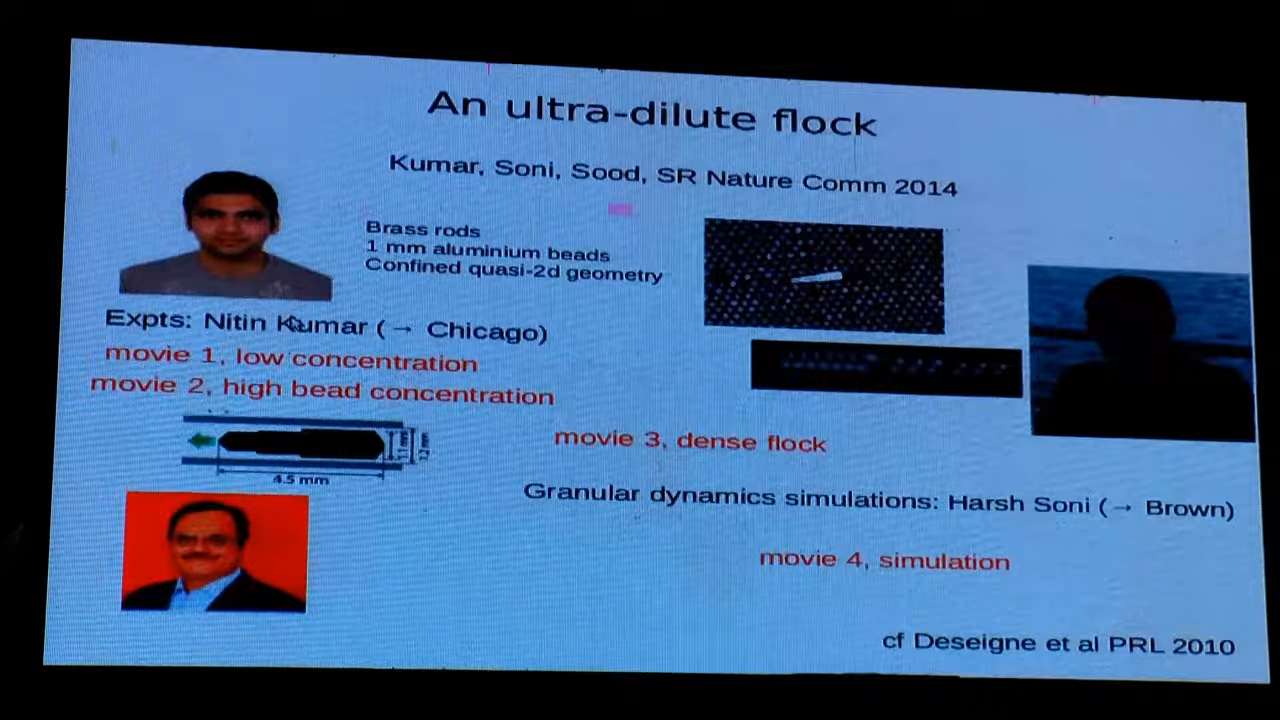 An ultra-dilute flock
Kumar, Soni, Sood, SR Nature Comm 2014
Brass rods
1 mm aluminium beads
Confined quasi-2d geometry
Expts: Nitin Kumar (→ Chicago)
movie 1, low concentration
movie 2, high bead concentration
4.5 mm
movie 3, dense flock
Granular dynamics simulations: Harsh Soni (→ Brown)
movie 4, simulation
cf Deseigne et al PRL 2010